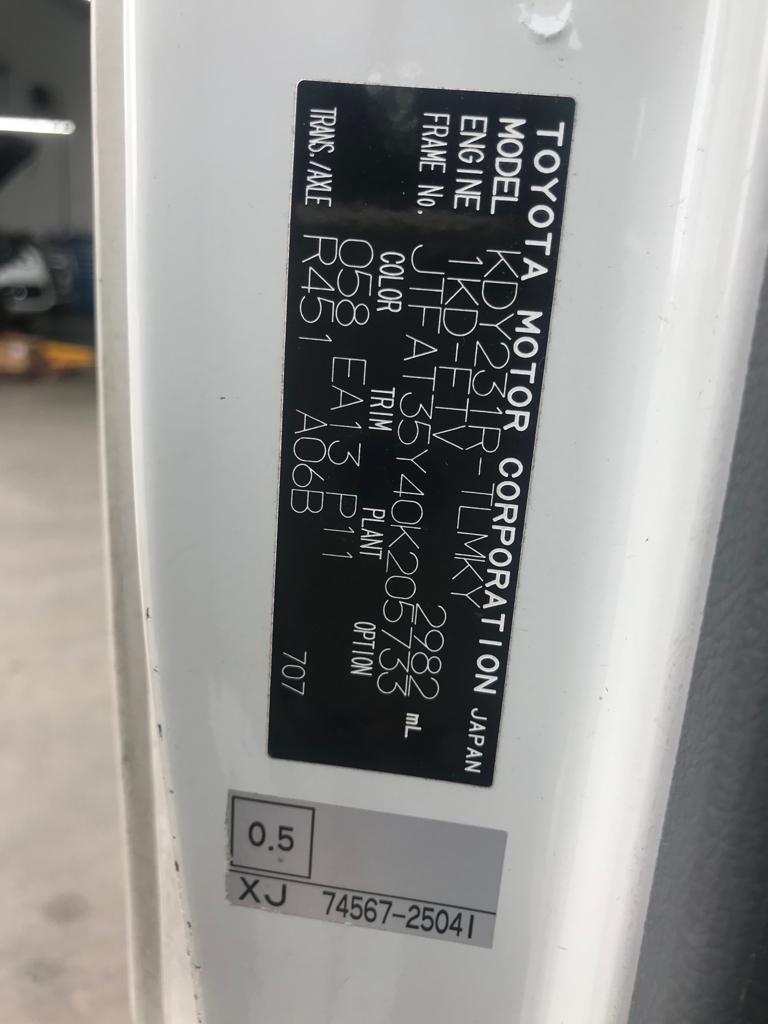 TOYOTA MOTOR CORPORATION JAPAN
MODEL KDY231R-TLMKY
ENGINE 1KD-FTV 2982 mL
FRAME No. JTFAT35Y40K205733
COLOR TRIM PLANT OPTION
058 EA13 P11
TRANS./AXLE R451 A06B 707
0.5
XJ 74567-25041